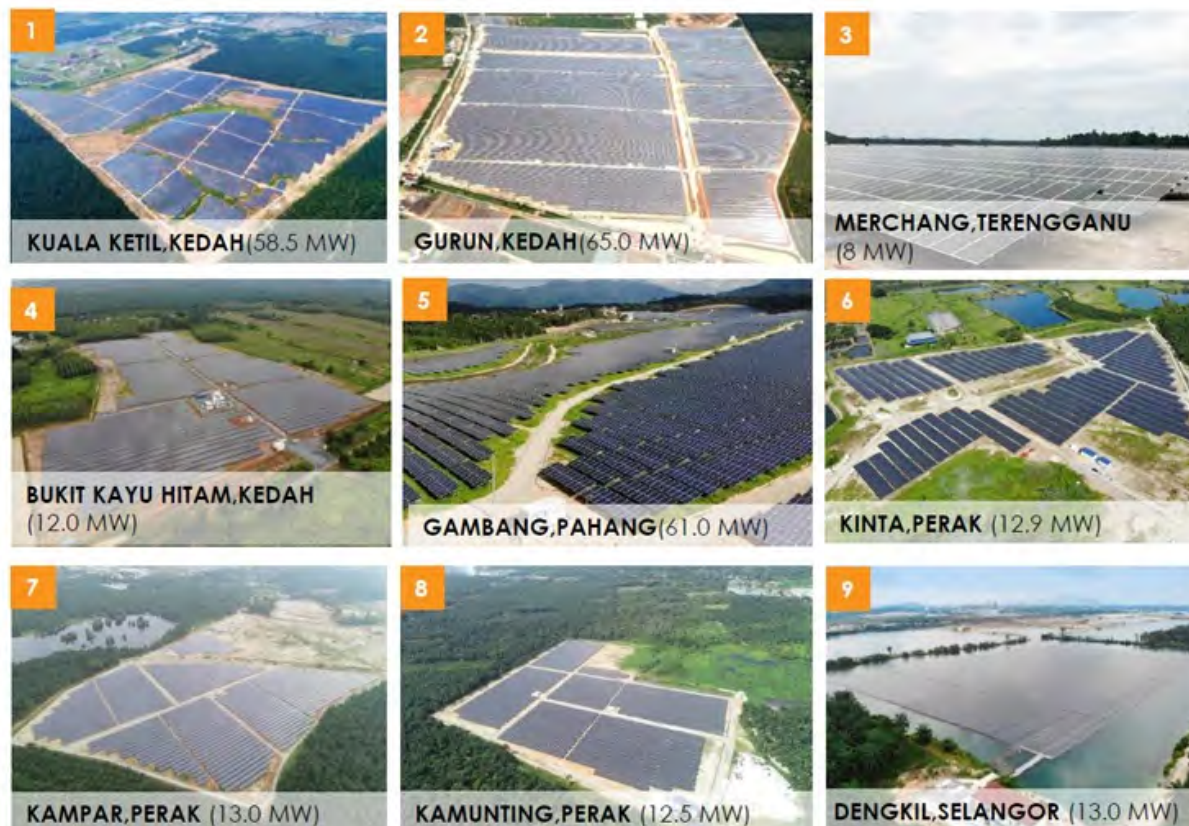 1
KUALA KETIL,KEDAH(58.5 MW)
2
GURUN,KEDAH(65.0 MW)
3
MERCHANG,TERENGGANU
(8 MW)
4
BUKIT KAYU HITAM,KEDAH
(12.0 MW)
5
GAMBANG,PAHANG(61.0 MW)
6
KINTA,PERAK (12.9 MW)
7
KAMPAR,PERAK (13.0 MW)
8
KAMUNTING,PERAK (12.5 MW)
9
DENGKIL,SELANGOR (13.0 MW)